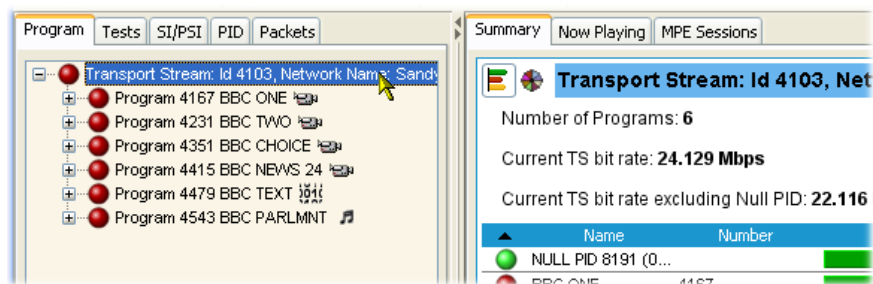 Program Tests SI/PSI PID Packets
Transport Stream: Id 4103, Network Name: Sandy
Program 4167 BBC ONE
Program 4231 BBC TWO
Program 4351 BBC CHOICE
Program 4415 BBC NEWS 24
Program 4479 BBC TEXT
Program 4543 BBC PARLMNT
Summary Now Playing MPE Sessions
Transport Stream: Id 4103, Net
Number of Programs: 6
Current TS bit rate: 24.129 Mbps
Current TS bit rate excluding Null PID: 22.116
Name Number
NULL PID 8191 (0...
BBC ONE 4167